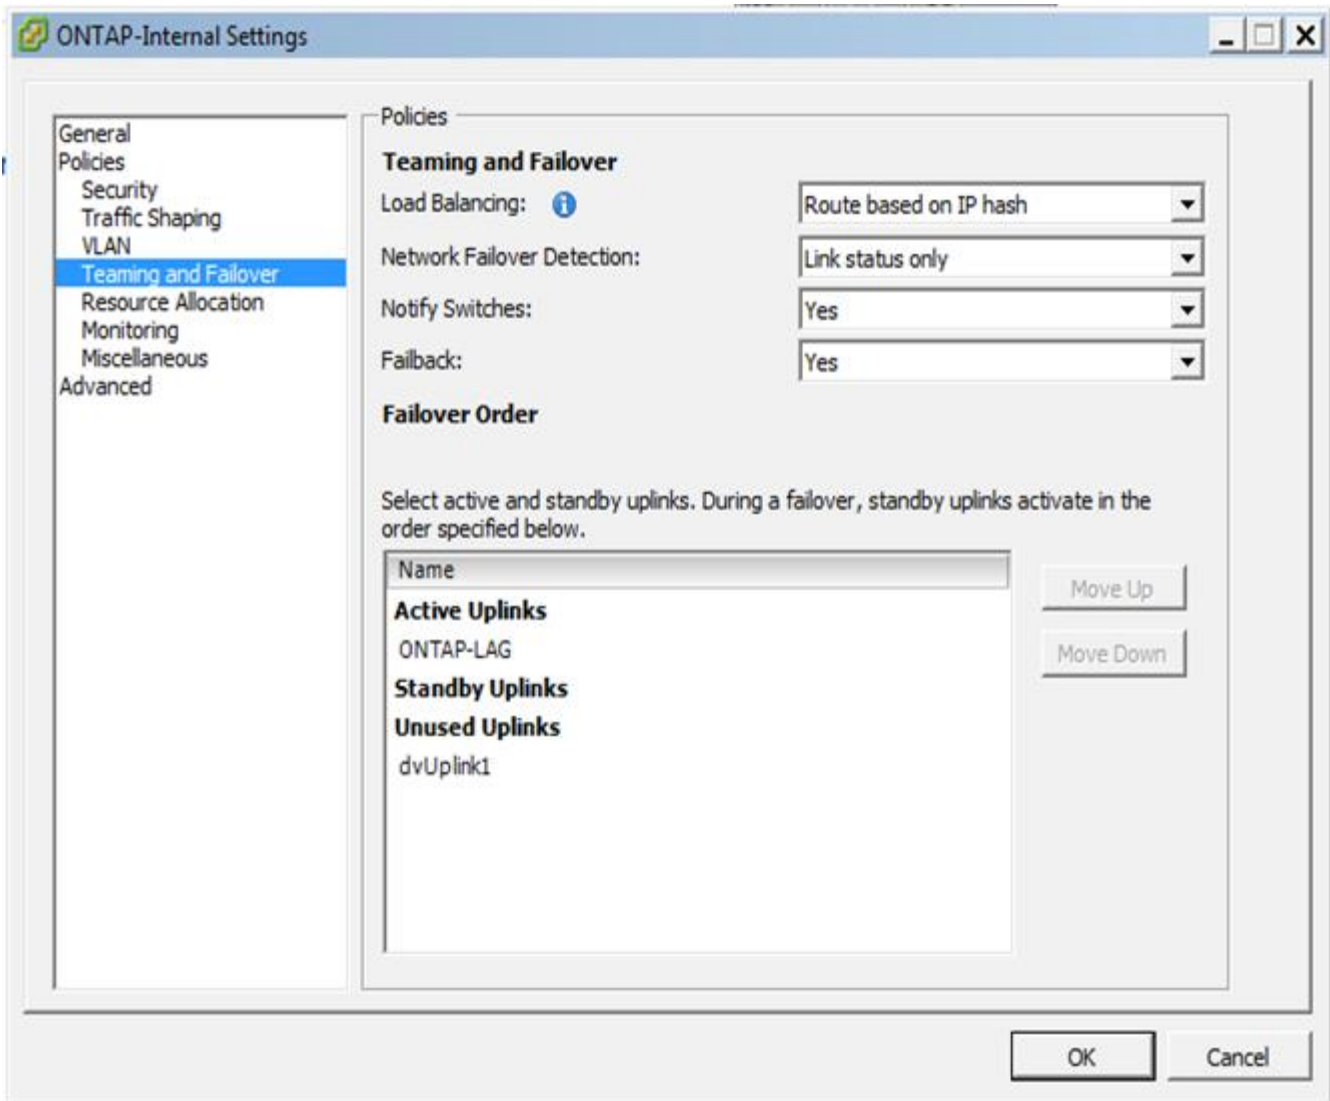 ONTAP-Internal Settings
General
Policies
Security
Traffic Shaping
VLAN
Teaming and Failover
Resource Allocation
Monitoring
Miscellaneous
Advanced
Policies
Teaming and Failover
Load Balancing:
Route based on IP hash
Network Failover Detection:
Link status only
Notify Switches:
Yes
Failback:
Yes
Failover Order
Select active and standby uplinks. During a failover, standby uplinks activate in the
order specified below.
Name
Active Uplinks
ONTAP-LAG
Standby Uplinks
Unused Uplinks
dvUplink1
Move Up
Move Down
OK
Cancel